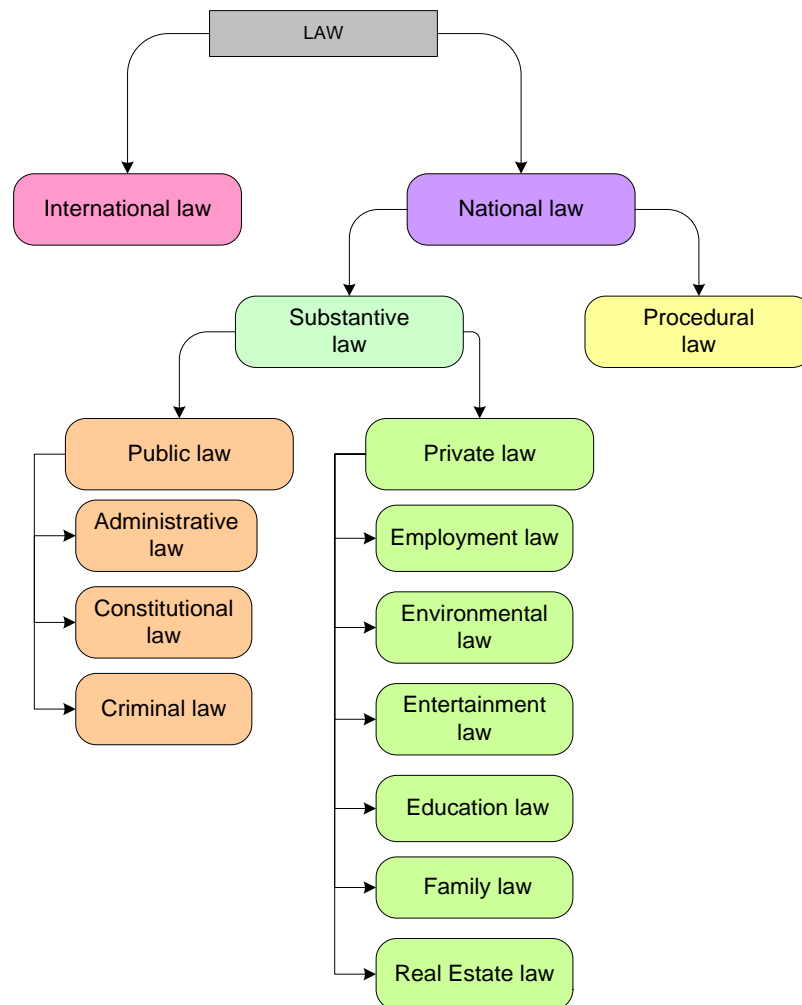 LAW
International law
National law
Substantive
law
Procedural
law
Public law
Private law
Administrative
law
Employment law
Constitutional
law
Environmental
law
Criminal law
Entertainment
law
Education law
Family law
Real Estate law